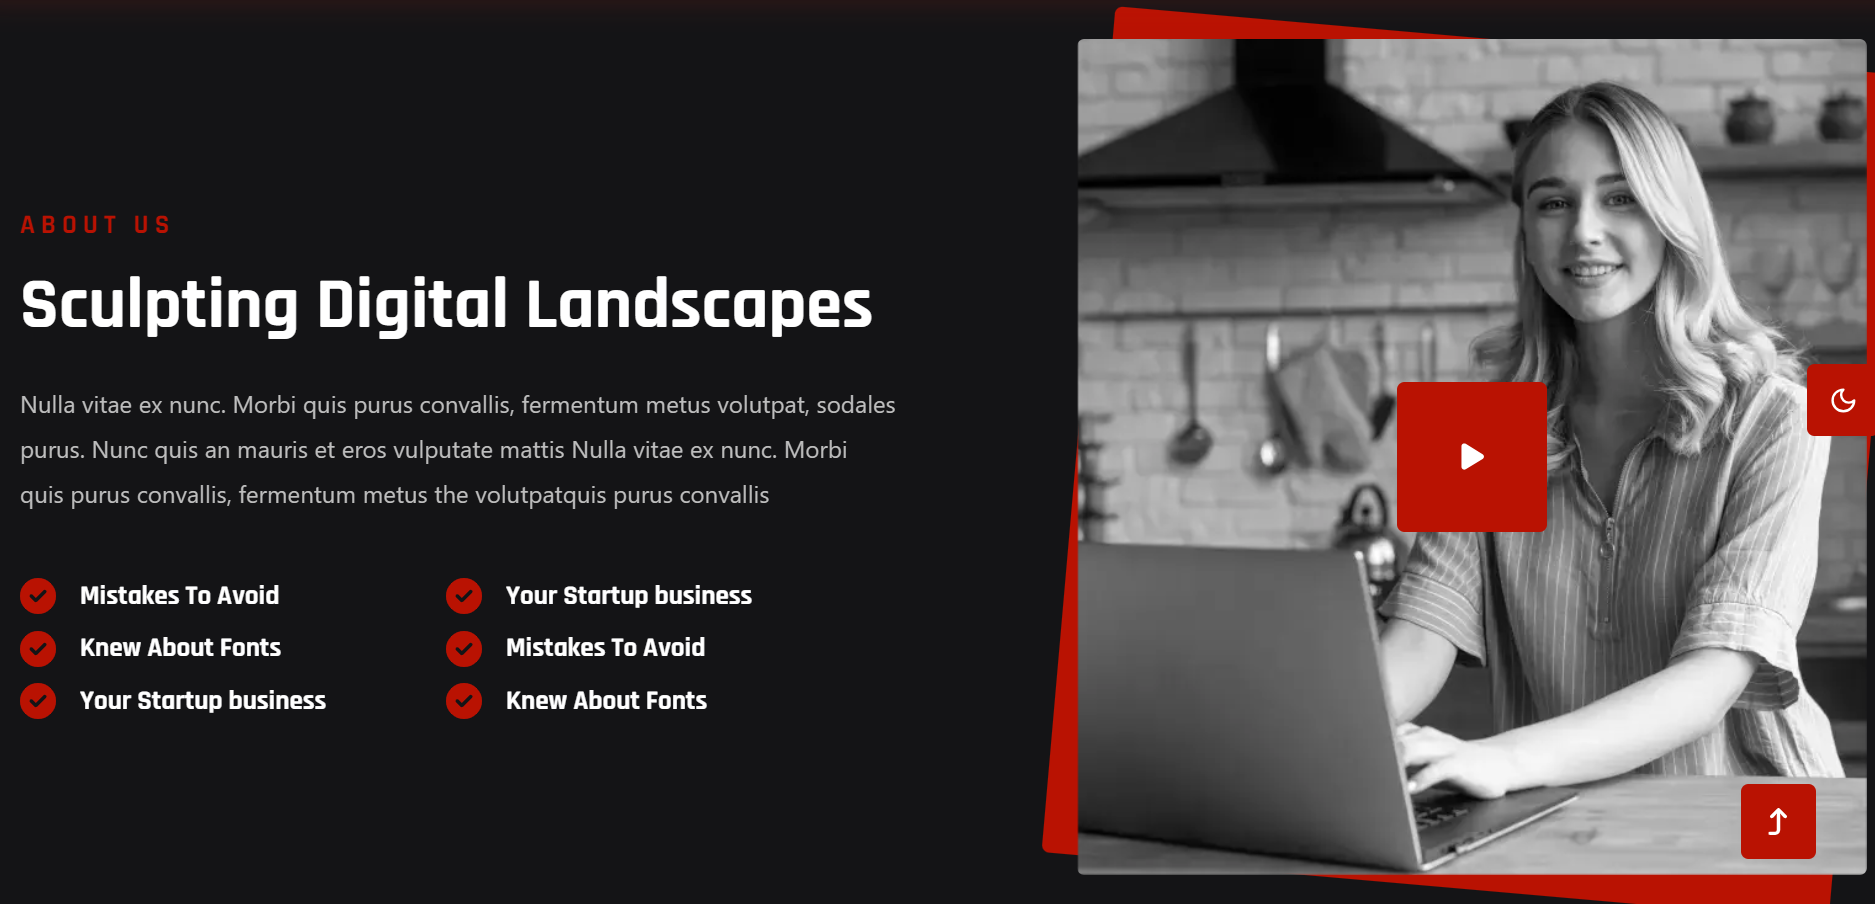 ABOUT US
Sculpting Digital Landscapes
Nulla vitae ex nunc. Morbi quis purus convallis, fermentum metus volutpat, sodales
purus. Nunc quis an mauris et eros vulputate mattis Nulla vitae ex nunc. Morbi
quis purus convallis, fermentum metus the volutpatquis purus convallis
Mistakes To Avoid
Knew About Fonts
Your Startup business
Your Startup business
Mistakes To Avoid
Knew About Fonts